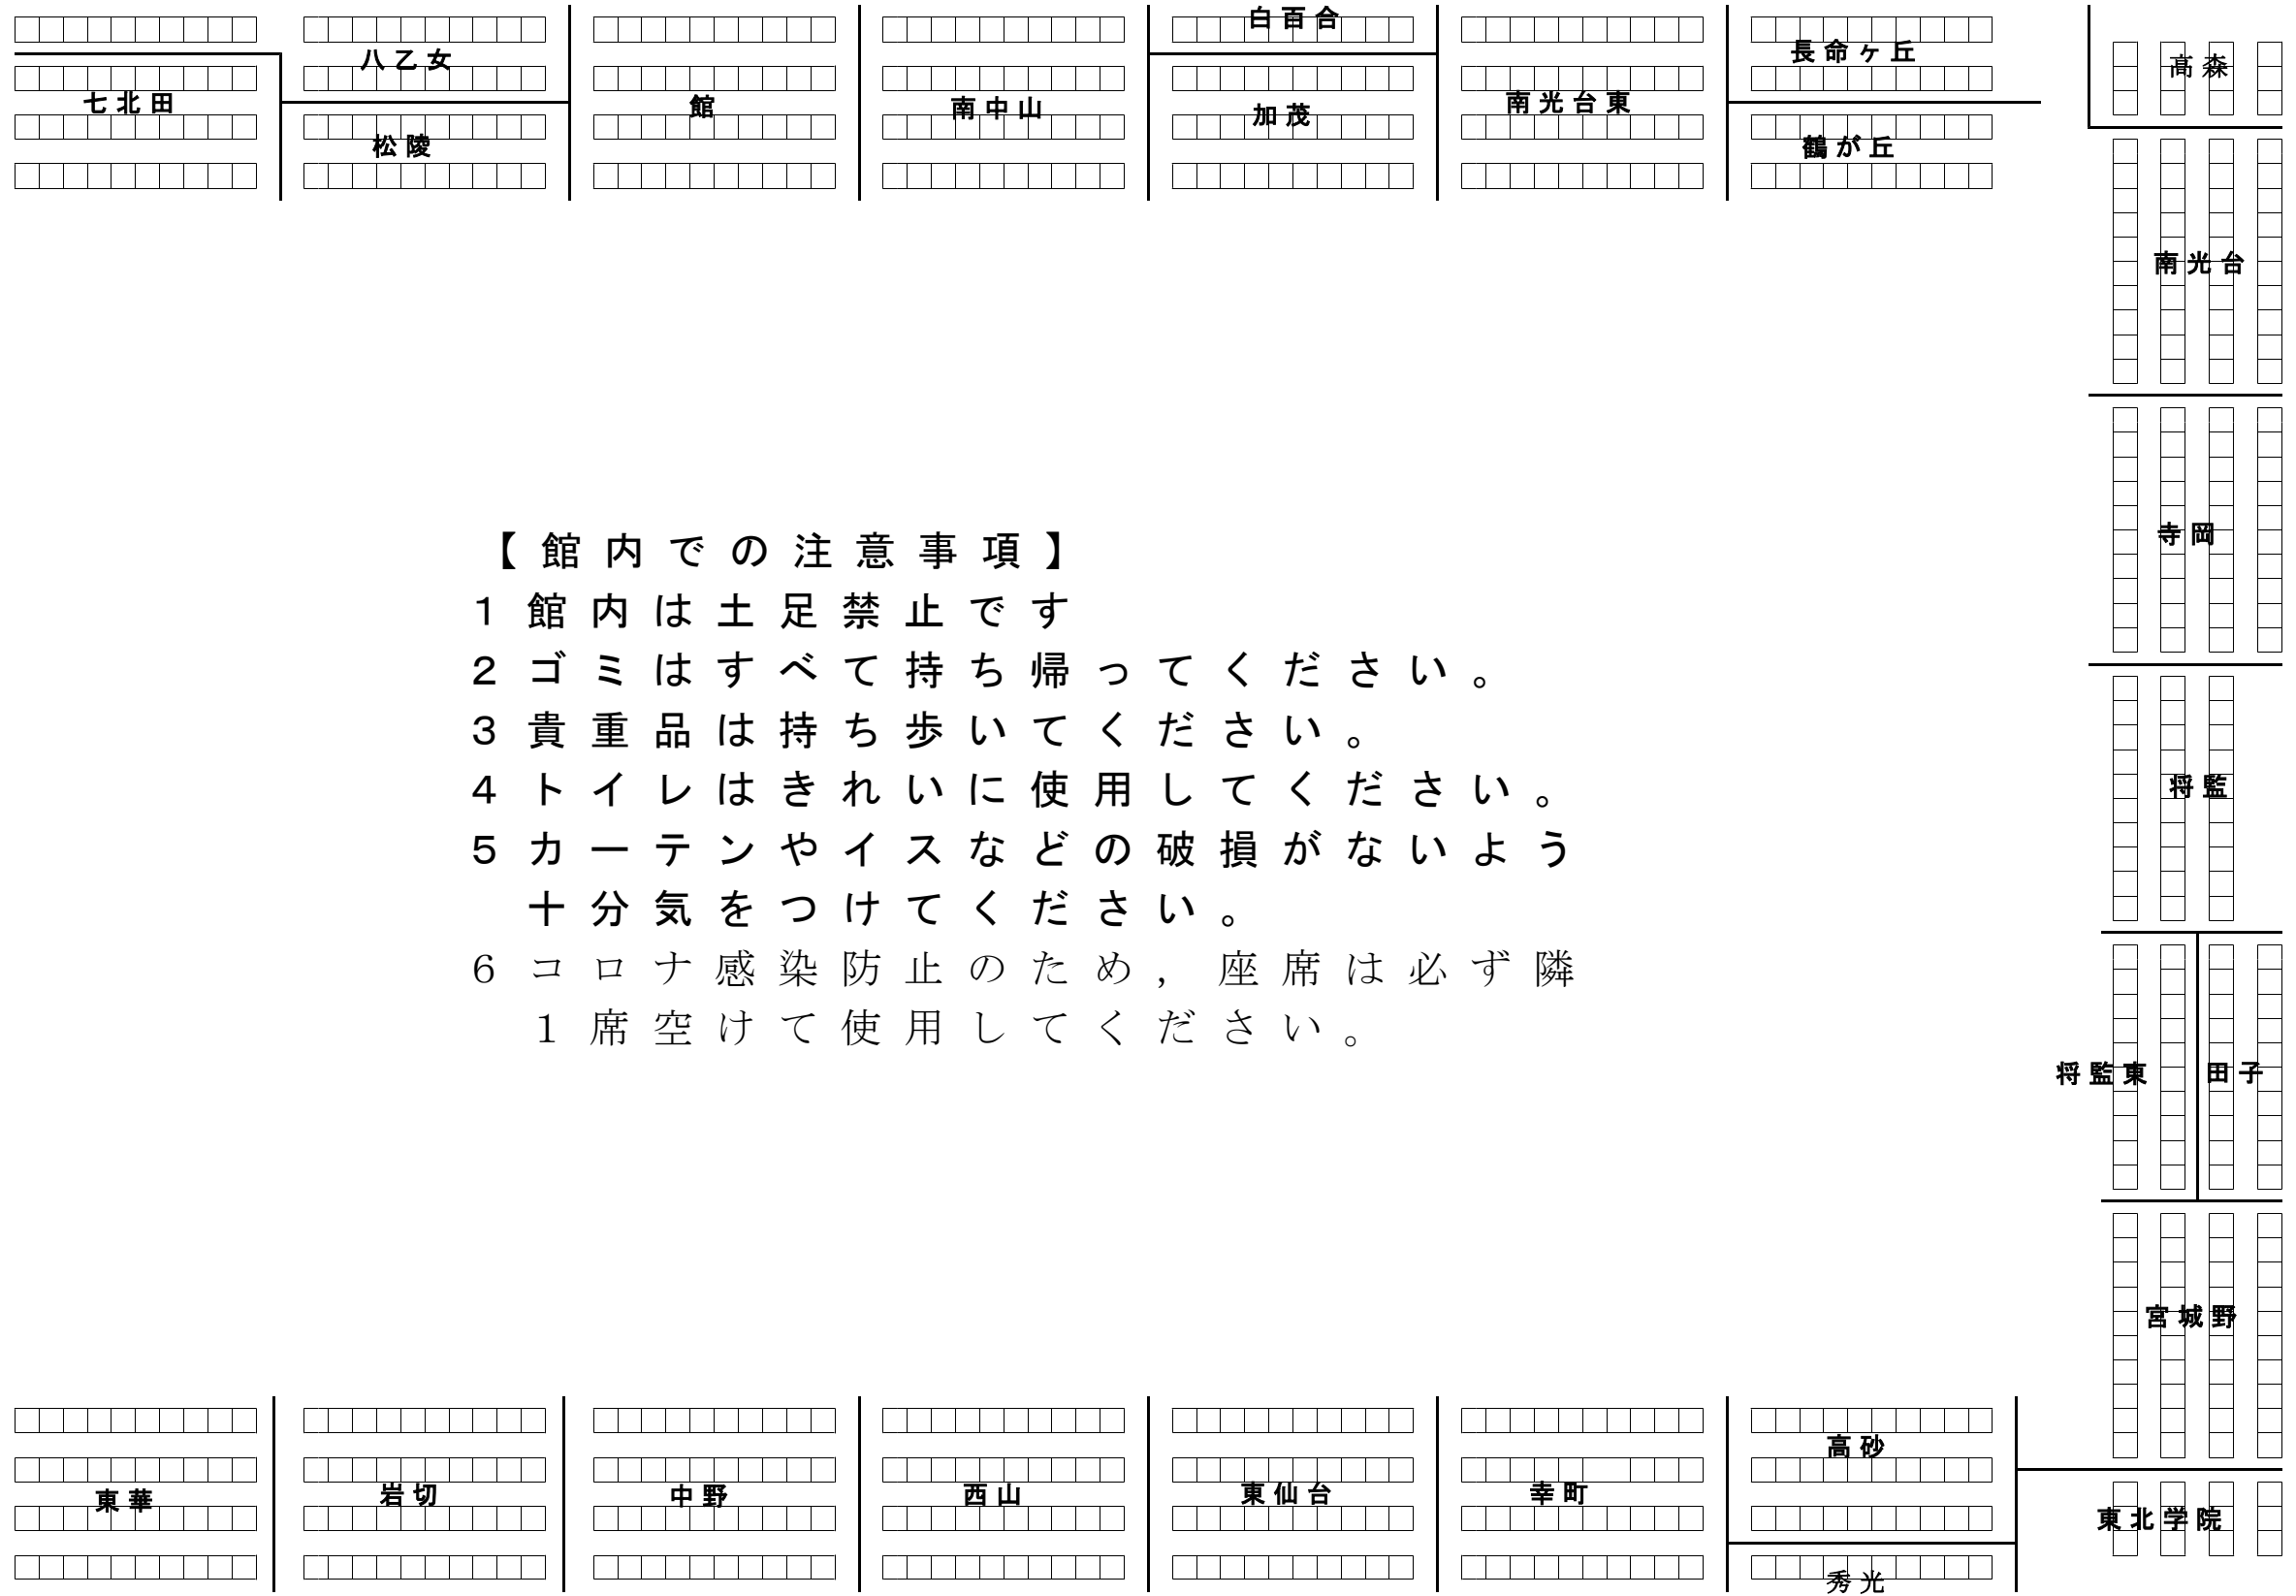 白百合
八乙女
長命ヶ丘
高森
七北田
館
南中山
加茂
南光台東
松陵
鶴が丘
南光台
寺岡
【館内での注意事項】
１館内は土足禁止です
２ゴミはすべて持ち帰ってください。
３貴重品は持ち歩いてください。
４トイレはきれいに使用してください。
５カーテンやイスなどの破損がないよう
十分気をつけてください。
６コロナ感染防止のため，座席は必ず隣
１席空けて使用してください。
将監
将監東
田子
宮城野
高砂
東華
岩切
中野
西山
東仙台
幸町
東北学院
秀光